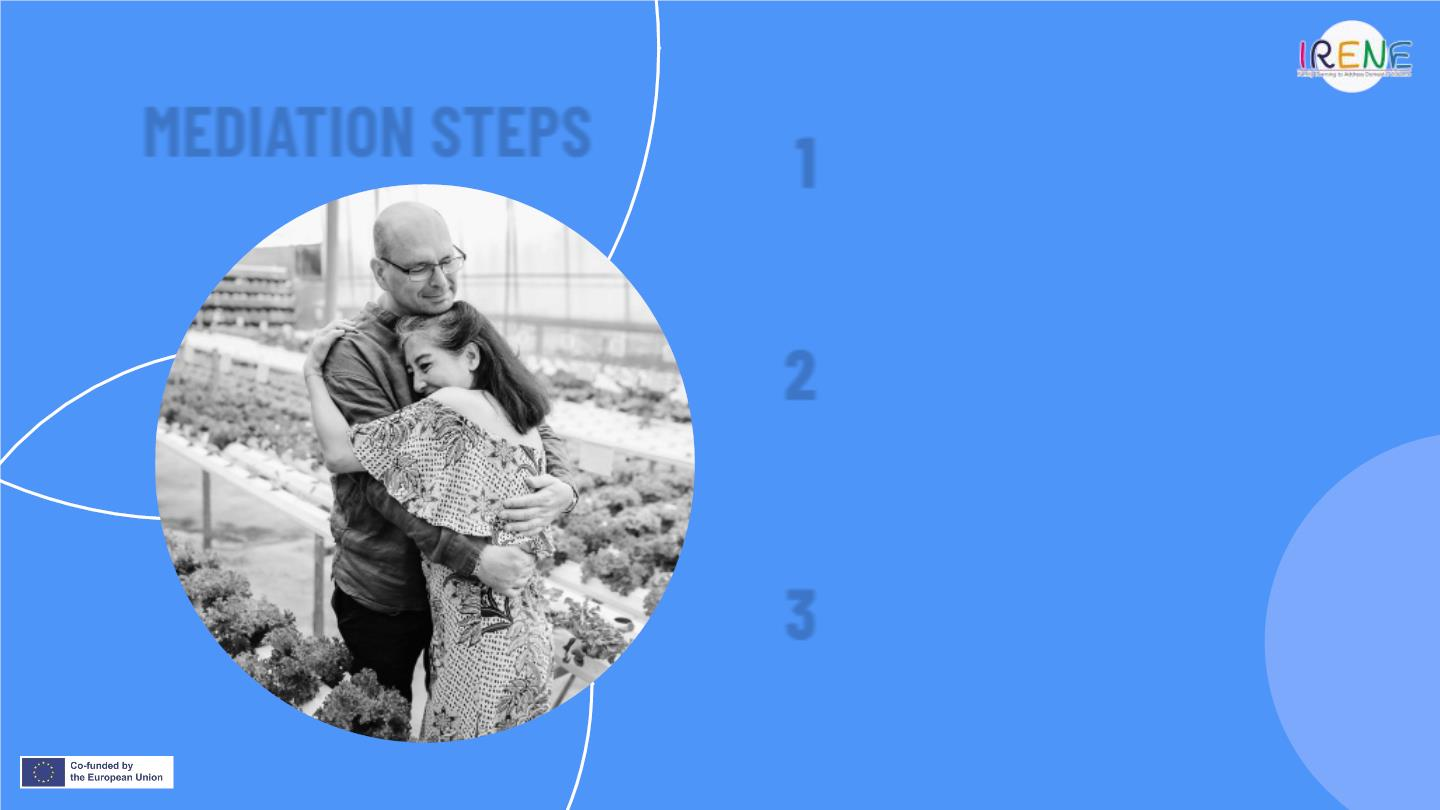 IRENE
MEDIATION STEPS
1
2
3
Co-funded by
the European Union